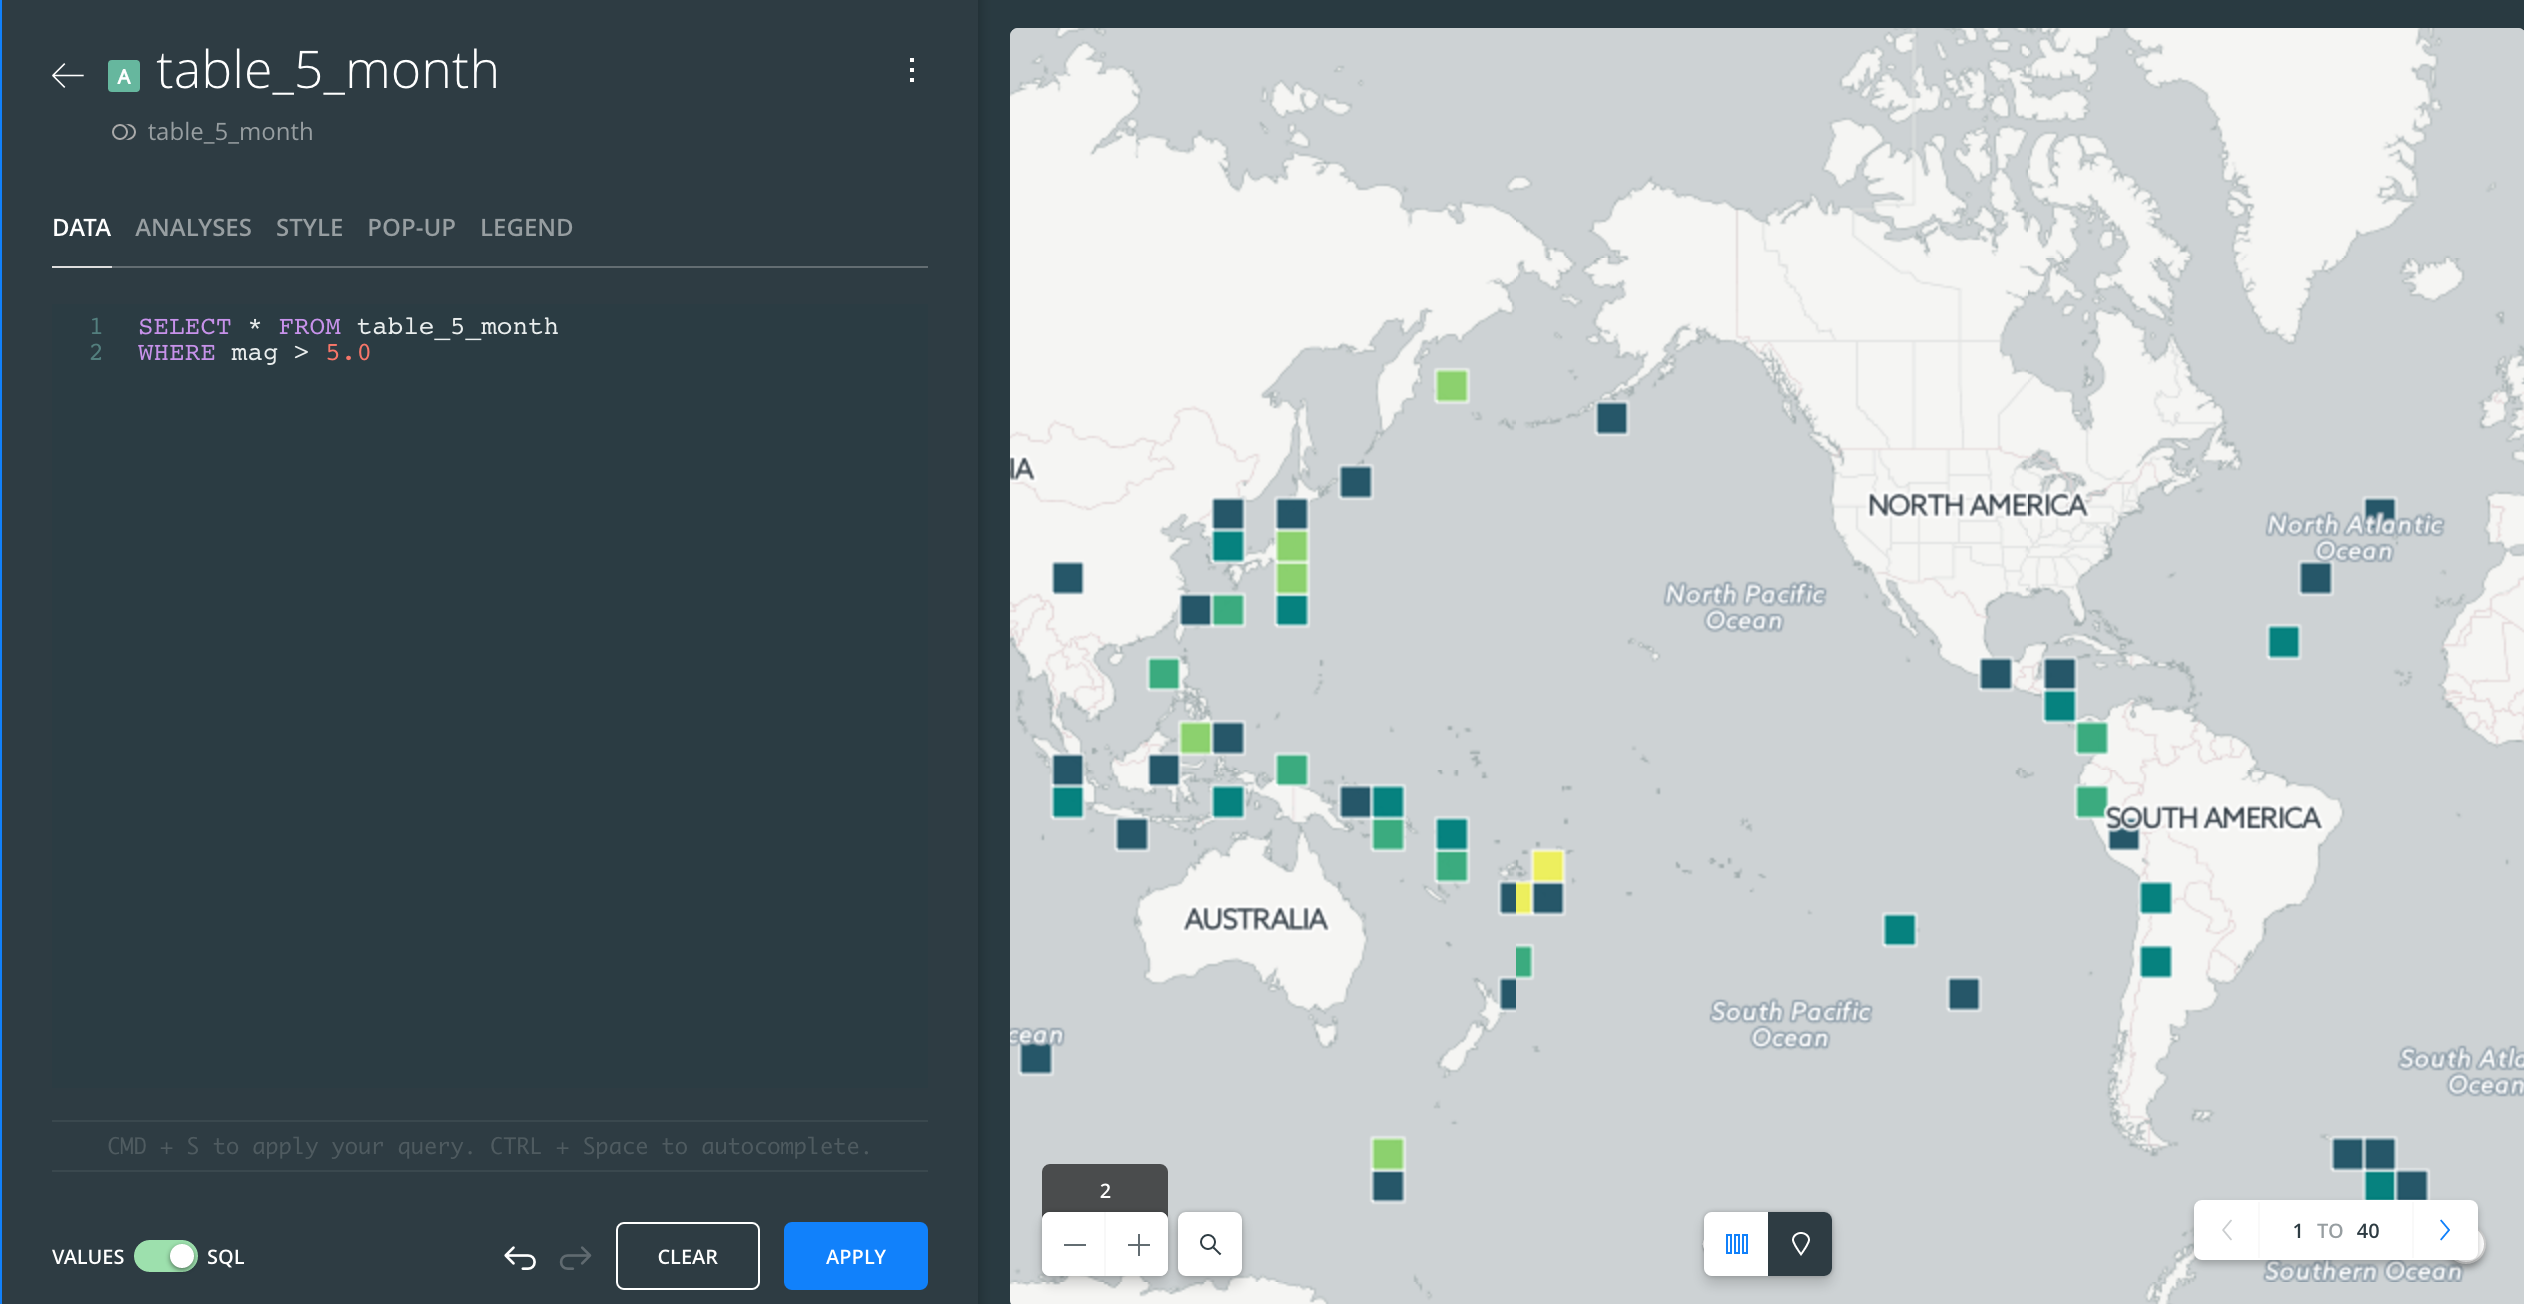 A table_5_month
table_5_month
DATA ANALYSES STYLE POP-UP LEGEND
1 SELECT * FROM table_5_month
2 WHERE mag > 5.0
CMD + S to apply your query. CTRL + Space to autocomplete.
VALUES SQL CLEAR APPLY
IA
NORTH AMERICA
North Atlantic
Ocean
North Pacific
Ocean
SOUTH AMERICA
AUSTRALIA
South Pacific
Ocean
cean
South Atla
Ocean
2
1 TO 40
Southern Ocean